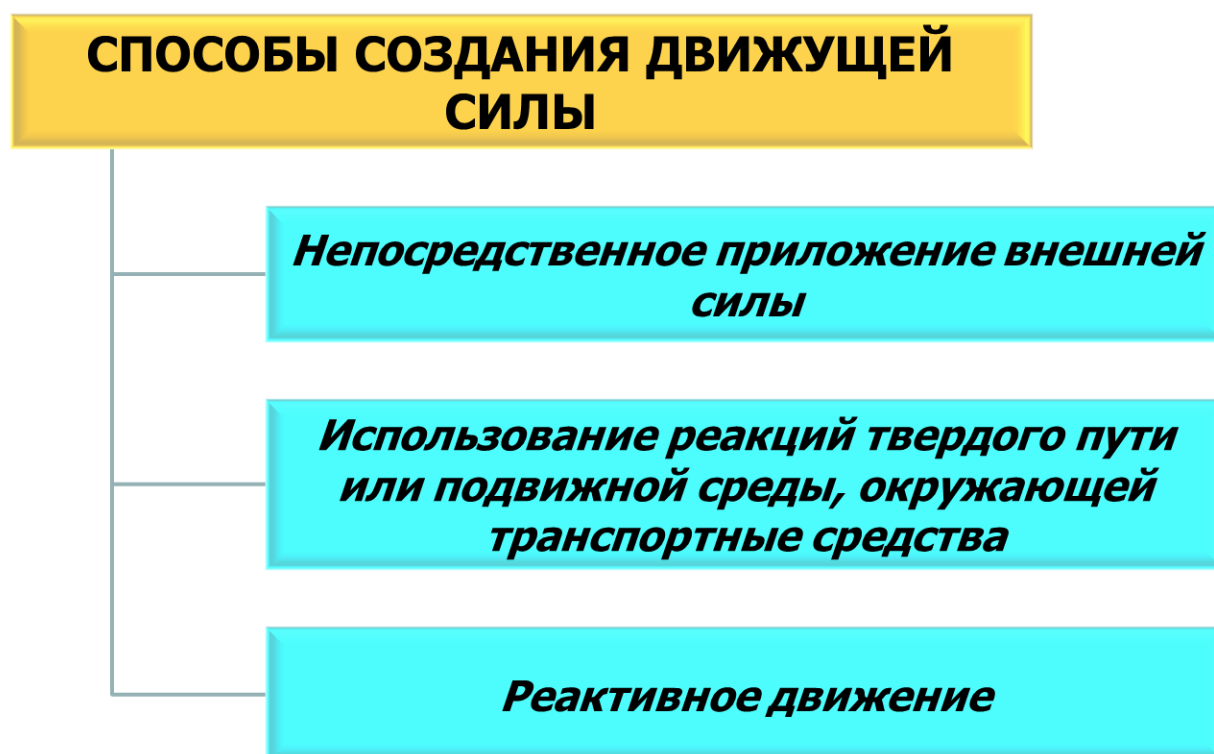 СПОСОБЫ СОЗДАНИЯ ДВИЖУЩЕЙ
СИЛЫ
Непосредственное приложение внешней
силы
Использование реакций твердого пути
или подвижной среды, окружающей
транспортные средства
Реактивное движение